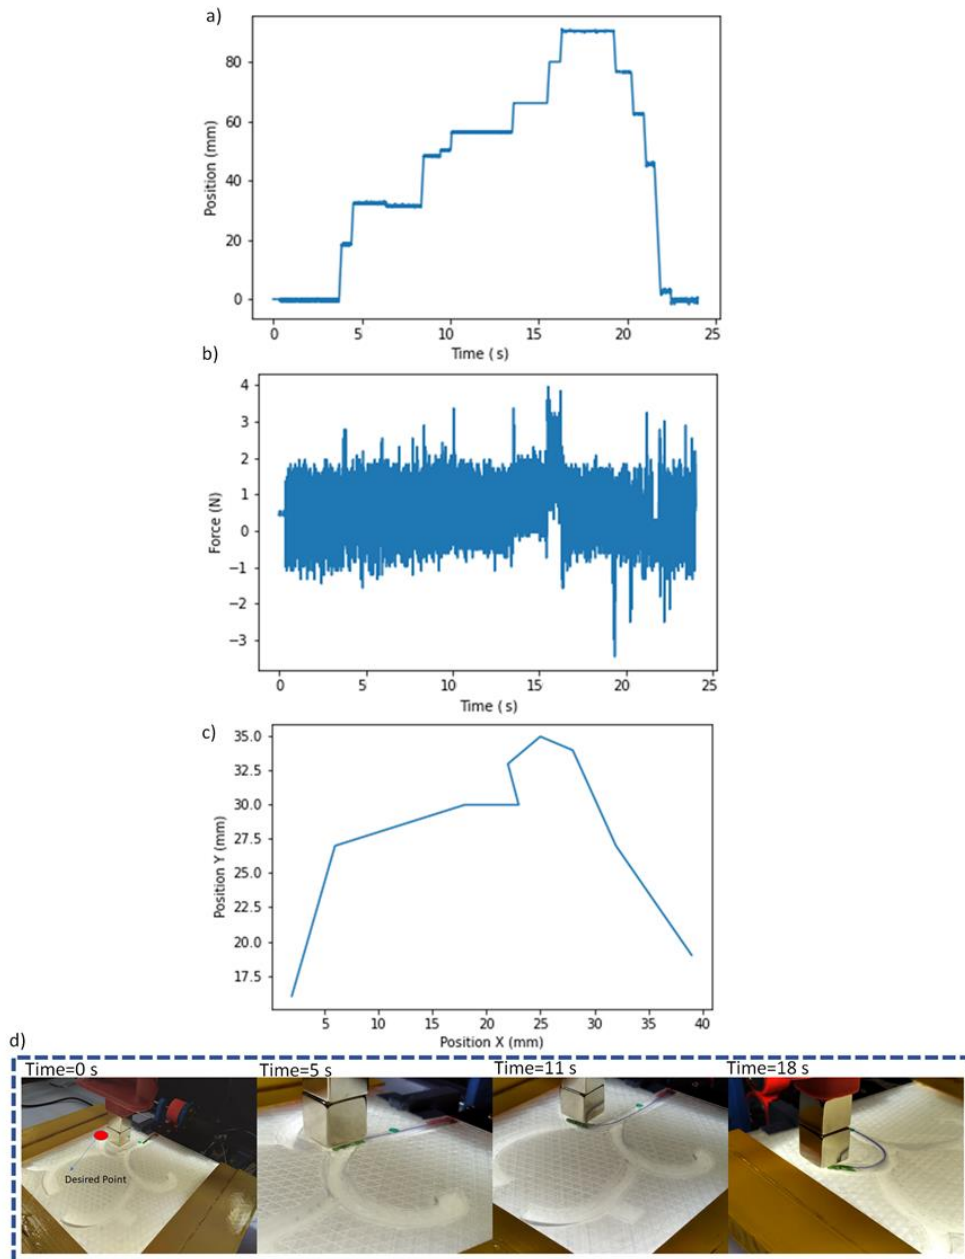 a)
80
60
40
20
0
Position (mm)
0 5 10 15 20 25
Time (s)
b)
4
3
2
1
0
−1
−2
−3
Force (N)
0 5 10 15 20 25
Time (s)
c)
35.0
32.5
30.0
27.5
25.0
22.5
20.0
17.5
Position Y (mm)
5 10 15 20 25 30 35 40
Position X (mm)
d)
Time=0 s Time=5 s Time=11 s Time=18 s
Desired Point